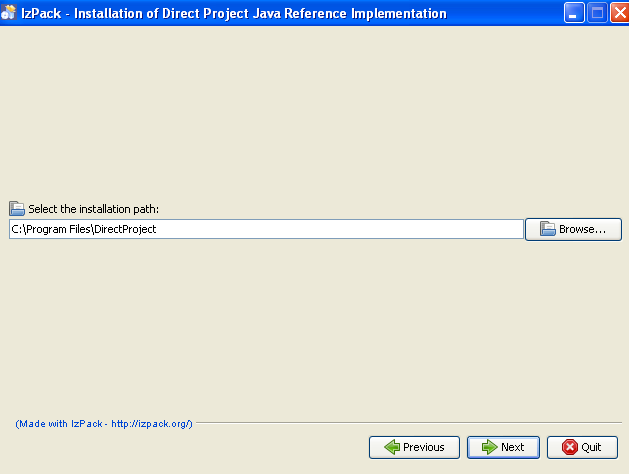 IzPack - Installation of Direct Project Java Reference Implementation
Select the installation path:
C:\Program Files\DirectProject
Browse...
(Made with IzPack - http://izpack.org/)
Previous
Next
Quit